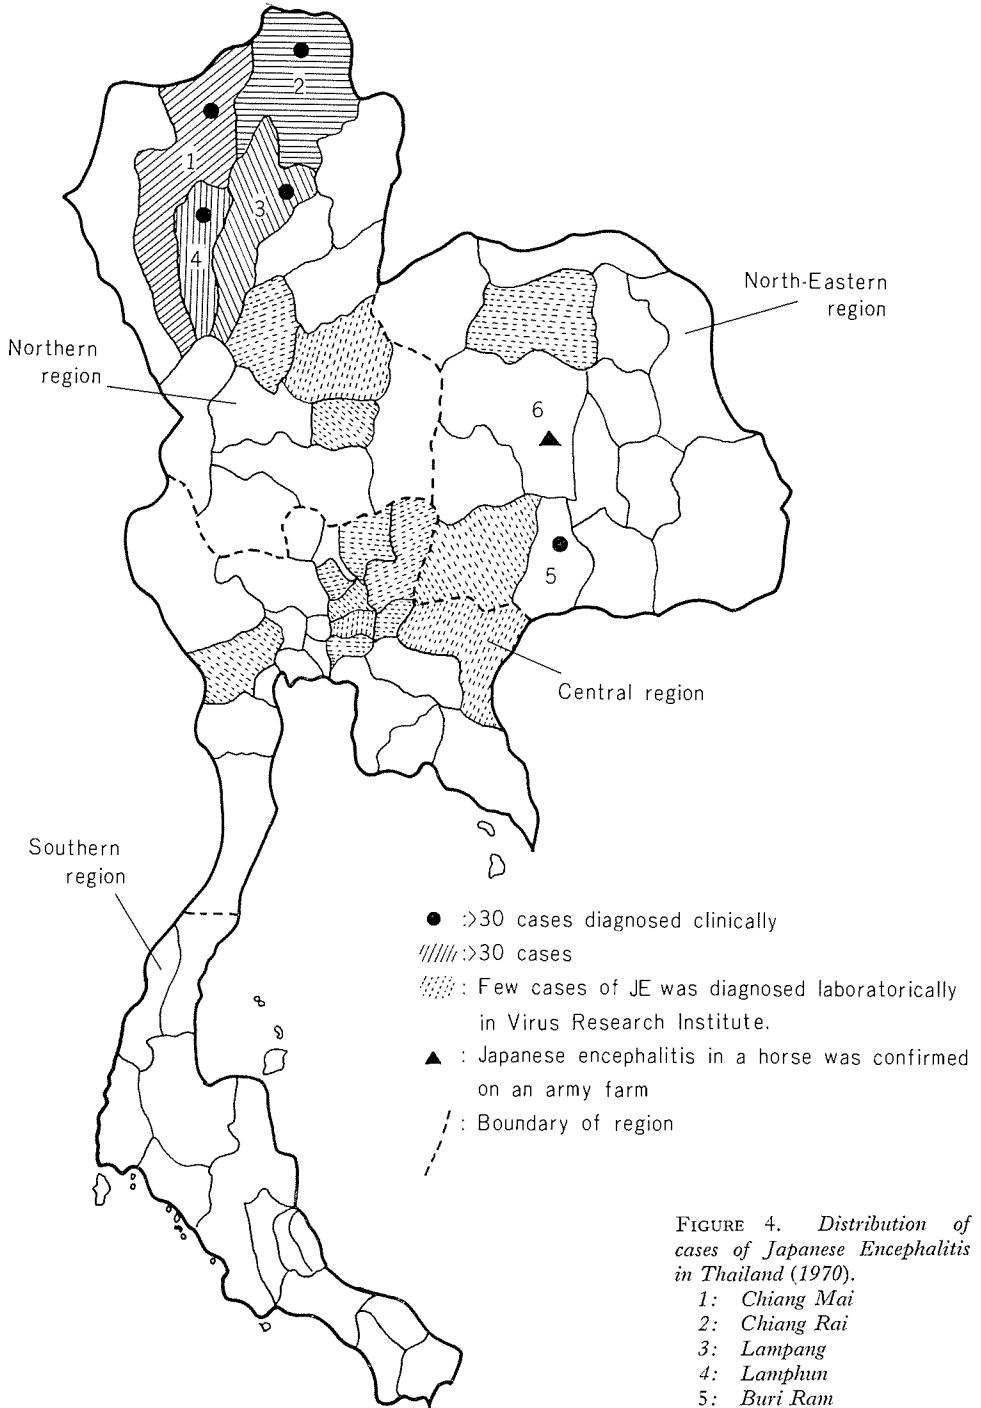 2
1
3
4
North-Eastern
region
Northern
region
6
5
Central region
Southern
region
● :>30 cases diagnosed clinically
:>30 cases
: Few cases of JE was diagnosed laboratorically
in Virus Research Institute.
▲ : Japanese encephalitis in a horse was confirmed
on an army farm
: Boundary of region
FIGURE 4. Distribution of
cases of Japanese Encephalitis
in Thailand (1970).
1: Chiang Mai
2: Chiang Rai
3: Lampang
4: Lamphun
5: Buri Ram